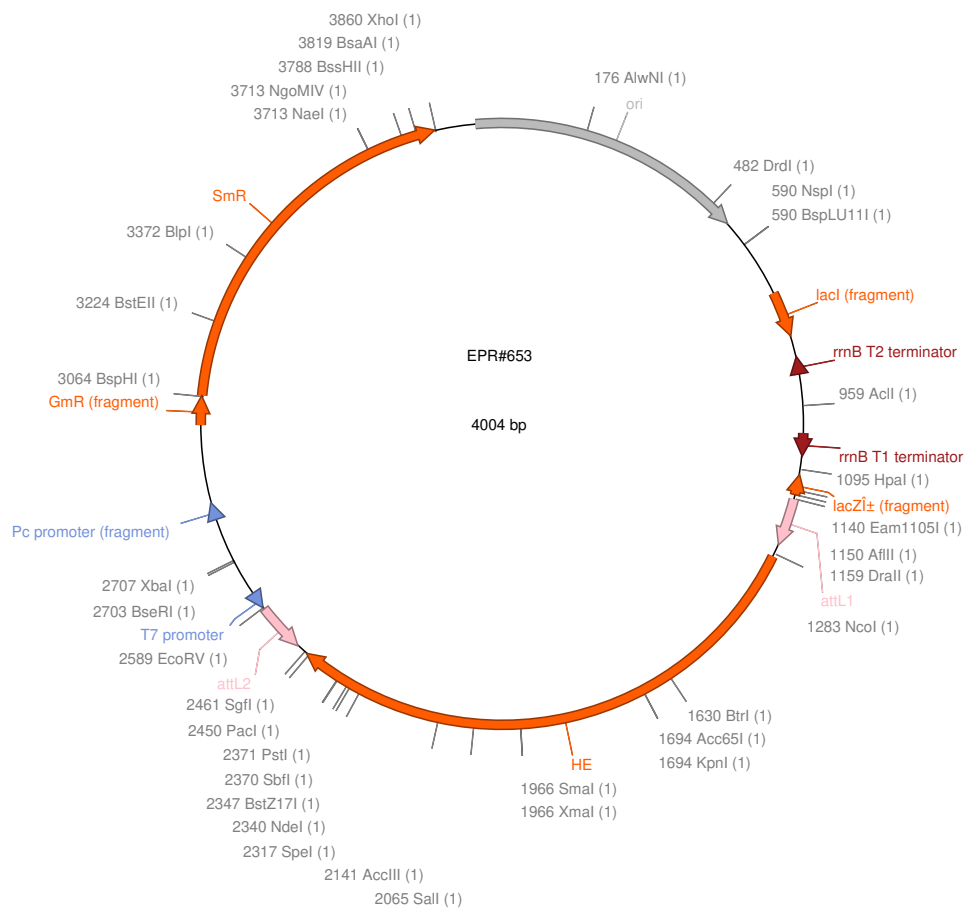 3860 XhoI (1)
3819 BsaAI (1)
3788 BssHII (1)
3713 NgoMIV (1)
3713 NaeI (1)
176 AlwNI (1)
ori
482 DrdI (1)
590 NspI (1)
590 BspLU11I (1)
SmR
3372 BlpI (1)
3224 BstEII (1)
lacI (fragment)
EPR#653
rrnB T2 terminator
3064 BspHI (1)
959 AclI (1)
GmR (fragment)
4004 bp
rrnB T1 terminator
1095 HpaI (1)
lacZÎ± (fragment)
1140 Eam1105I (1)
Pc promoter (fragment)
1150 AflII (1)
1159 DraII (1)
2707 XbaI (1)
attL1
2703 BseRI (1)
1283 NcoI (1)
T7 promoter
2589 EcoRV (1)
attL2
2461 SgfI (1)
1630 BtrI (1)
2450 PacI (1)
1694 Acc65I (1)
2371 PstI (1)
1694 KpnI (1)
HE
2370 SbfI (1)
1966 SmaI (1)
2347 BstZ17I (1)
1966 XmaI (1)
2340 NdeI (1)
2317 SpeI (1)
2141 AccIII (1)
2065 SalI (1)